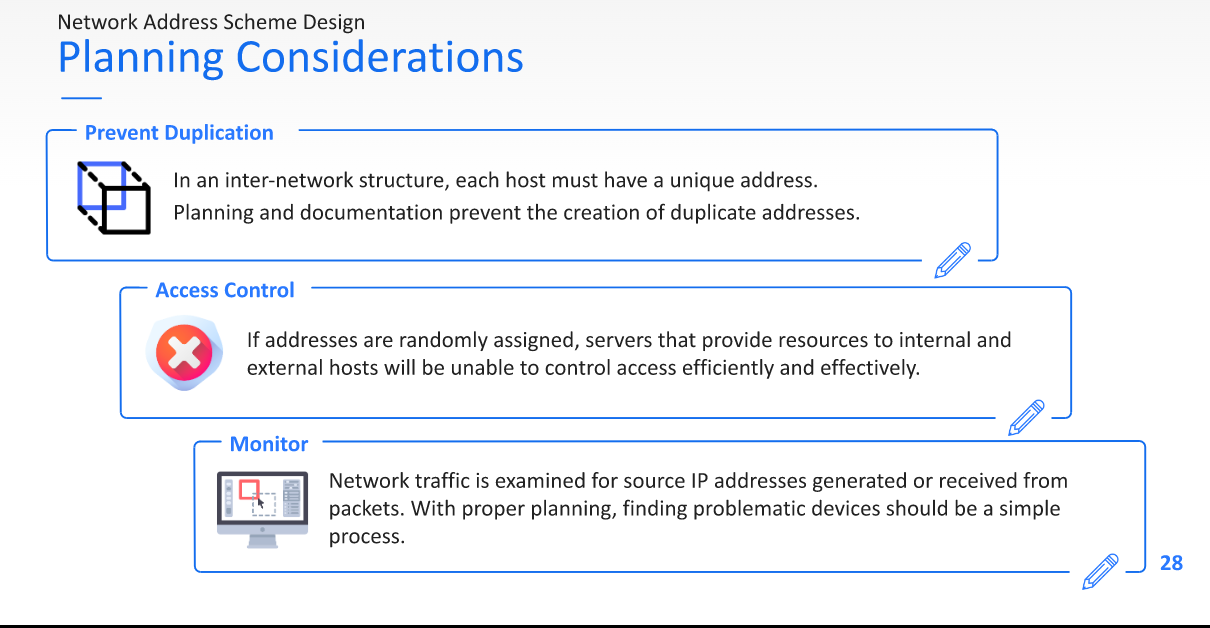 Network Address Scheme Design
Planning Considerations
Prevent Duplication
In an inter-network structure, each host must have a unique address.
Planning and documentation prevent the creation of duplicate addresses.
Access Control
If addresses are randomly assigned, servers that provide resources to internal and
external hosts will be unable to control access efficiently and effectively.
Monitor
Network traffic is examined for source IP addresses generated or received from
packets. With proper planning, finding problematic devices should be a simple
process.
28